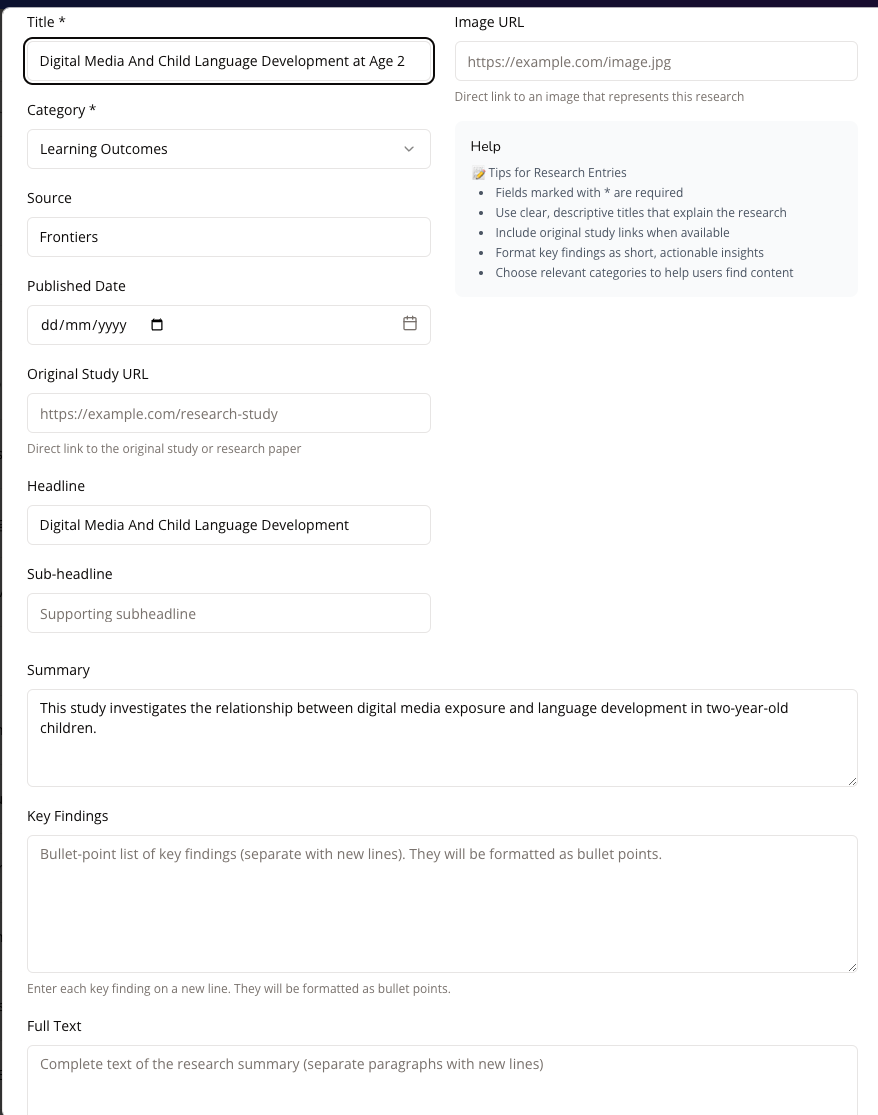 Title *
Digital Media And Child Language Development at Age 2
Category *
Learning Outcomes
Source
Frontiers
Published Date
dd/mm/yyyy
Original Study URL
https://example.com/research-study
Direct link to the original study or research paper
Headline
Digital Media And Child Language Development
Sub-headline
Supporting subheadline
Image URL
https://example.com/image.jpg
Direct link to an image that represents this research
Help
📝 Tips for Research Entries
• Fields marked with * are required
• Use clear, descriptive titles that explain the research
• Include original study links when available
• Format key findings as short, actionable insights
• Choose relevant categories to help users find content
Summary
This study investigates the relationship between digital media exposure and language development in two-year-old
children.
Key Findings
Bullet-point list of key findings (separate with new lines). They will be formatted as bullet points.
Enter each key finding on a new line. They will be formatted as bullet points.
Full Text
Complete text of the research summary (separate paragraphs with new lines)